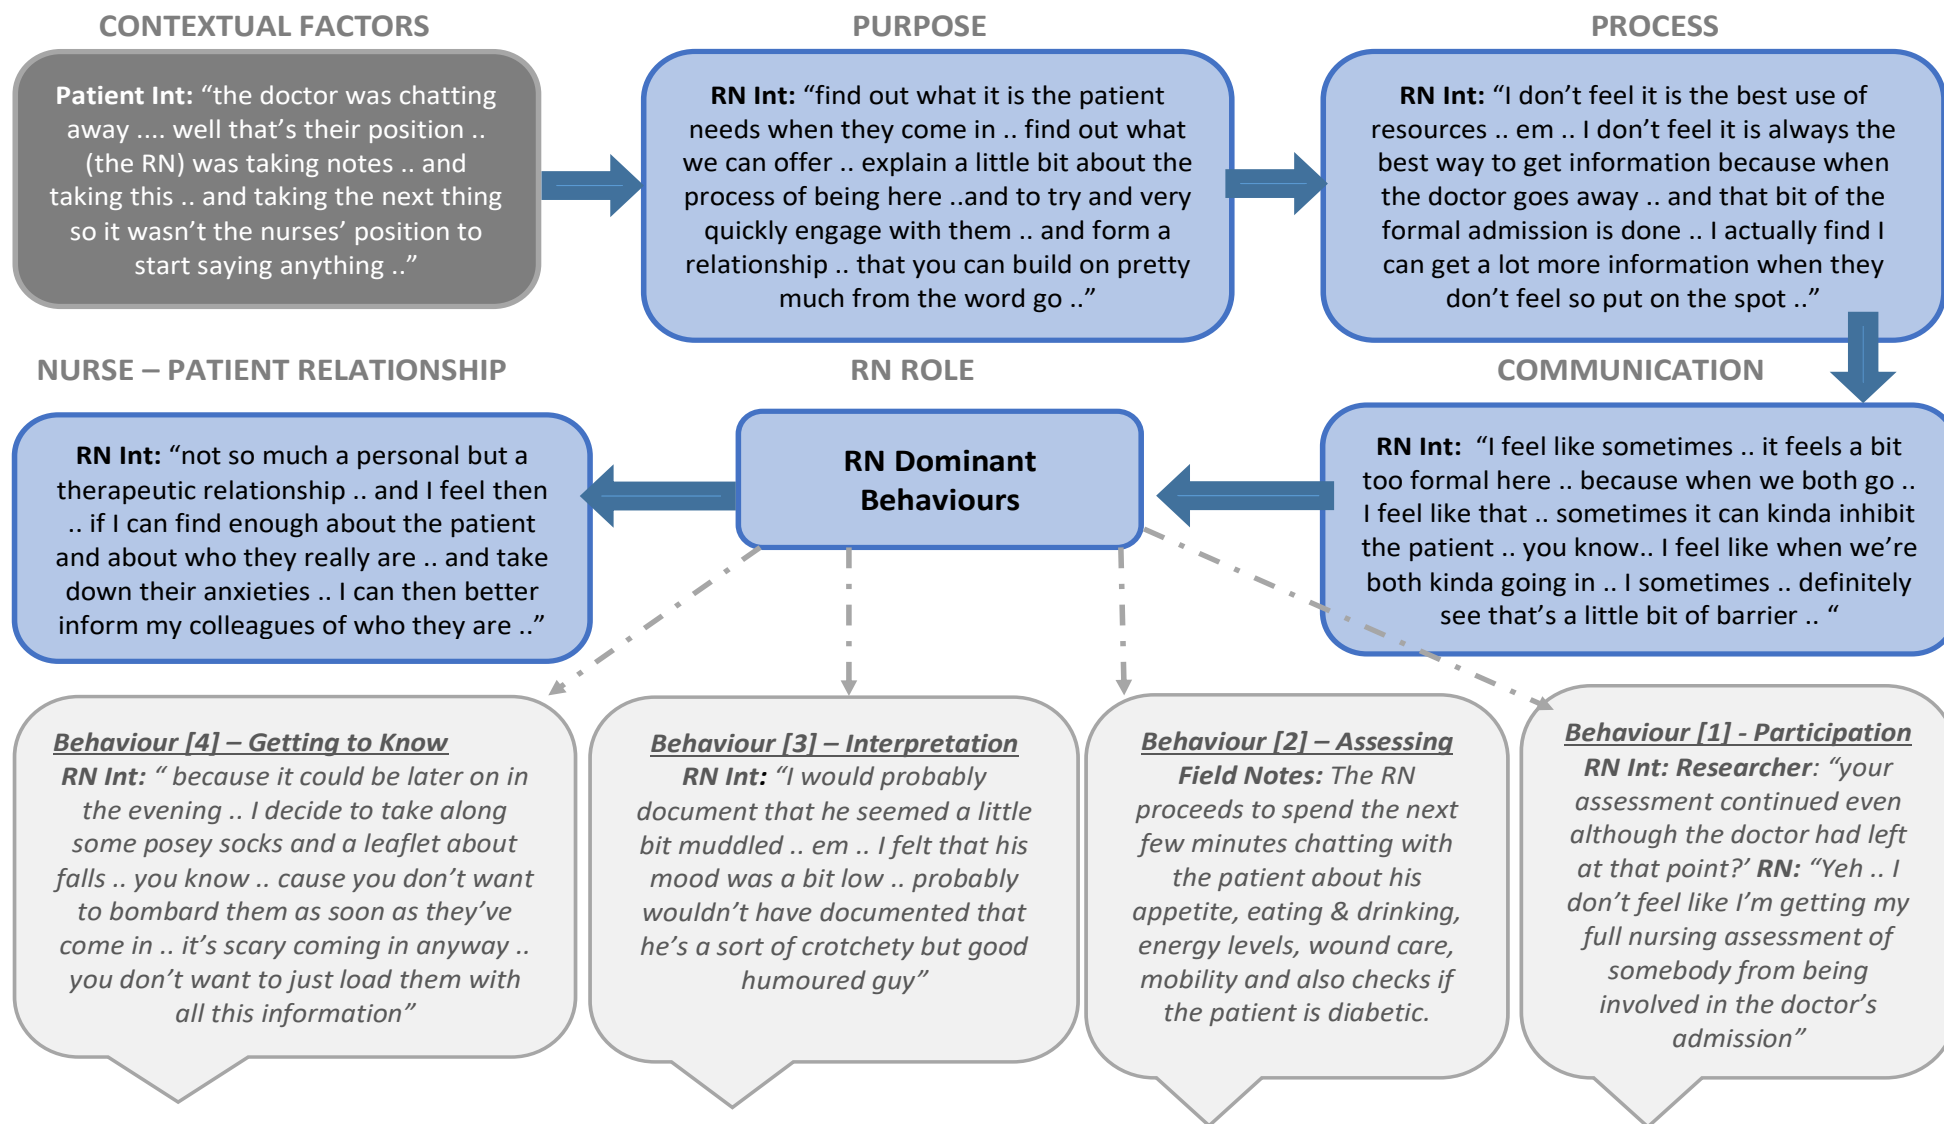 CONTEXTUAL FACTORS
Patient Int: “the doctor was chatting
away .... well that’s their position ..
(the RN) was taking notes .. and
taking this .. and taking the next thing
so it wasn’t the nurses’ position to
start saying anything ..”
PURPOSE
RN Int: “find out what it is the patient
needs when they come in .. find out what
we can offer .. explain a little bit about the
process of being here ..and to try and very
quickly engage with them .. and form a
relationship .. that you can build on pretty
much from the word go ..”
PROCESS
RN Int: “I don’t feel it is the best use of
resources .. em .. I don’t feel it is always the
best way to get information because when
the doctor goes away .. and that bit of the
formal admission is done .. I actually find I
can get a lot more information when they
don’t feel so put on the spot ..”
NURSE – PATIENT RELATIONSHIP
RN Int: “not so much a personal but a
therapeutic relationship .. and I feel then
.. if I can find enough about the patient
and about who they really are .. and take
down their anxieties .. I can then better
inform my colleagues of who they are ..”
RN ROLE
RN Dominant
Behaviours
COMMUNICATION
RN Int:  “I feel like sometimes .. it feels a bit
too formal here .. because when we both go ..
I feel like that .. sometimes it can kinda inhibit
the patient .. you know.. I feel like when we’re
both kinda going in .. I sometimes .. definitely
see that’s a little bit of barrier .. “
Behaviour [4] – Getting to Know
RN Int: “ because it could be later on in
the evening .. I decide to take along
some posey socks and a leaflet about
falls .. you know .. cause you don’t want
to bombard them as soon as they’ve
come in .. it’s scary coming in anyway ..
you don’t want to just load them with
all this information”
Behaviour [3] – Interpretation
RN Int: “I would probably
document that he seemed a little
bit muddled .. em .. I felt that his
mood was a bit low .. probably
wouldn’t have documented that
he’s a sort of crotchety but good
humoured guy”
Behaviour [2] – Assessing
Field Notes: The RN
proceeds to spend the next
few minutes chatting with
the patient about his
appetite, eating & drinking,
energy levels, wound care,
mobility and also checks if
the patient is diabetic.
Behaviour [1] - Participation
RN Int: Researcher: “your
assessment continued even
although the doctor had left
at that point?’ RN: “Yeh .. I
don’t feel like I’m getting my
full nursing assessment of
somebody from being
involved in the doctor’s
admission”